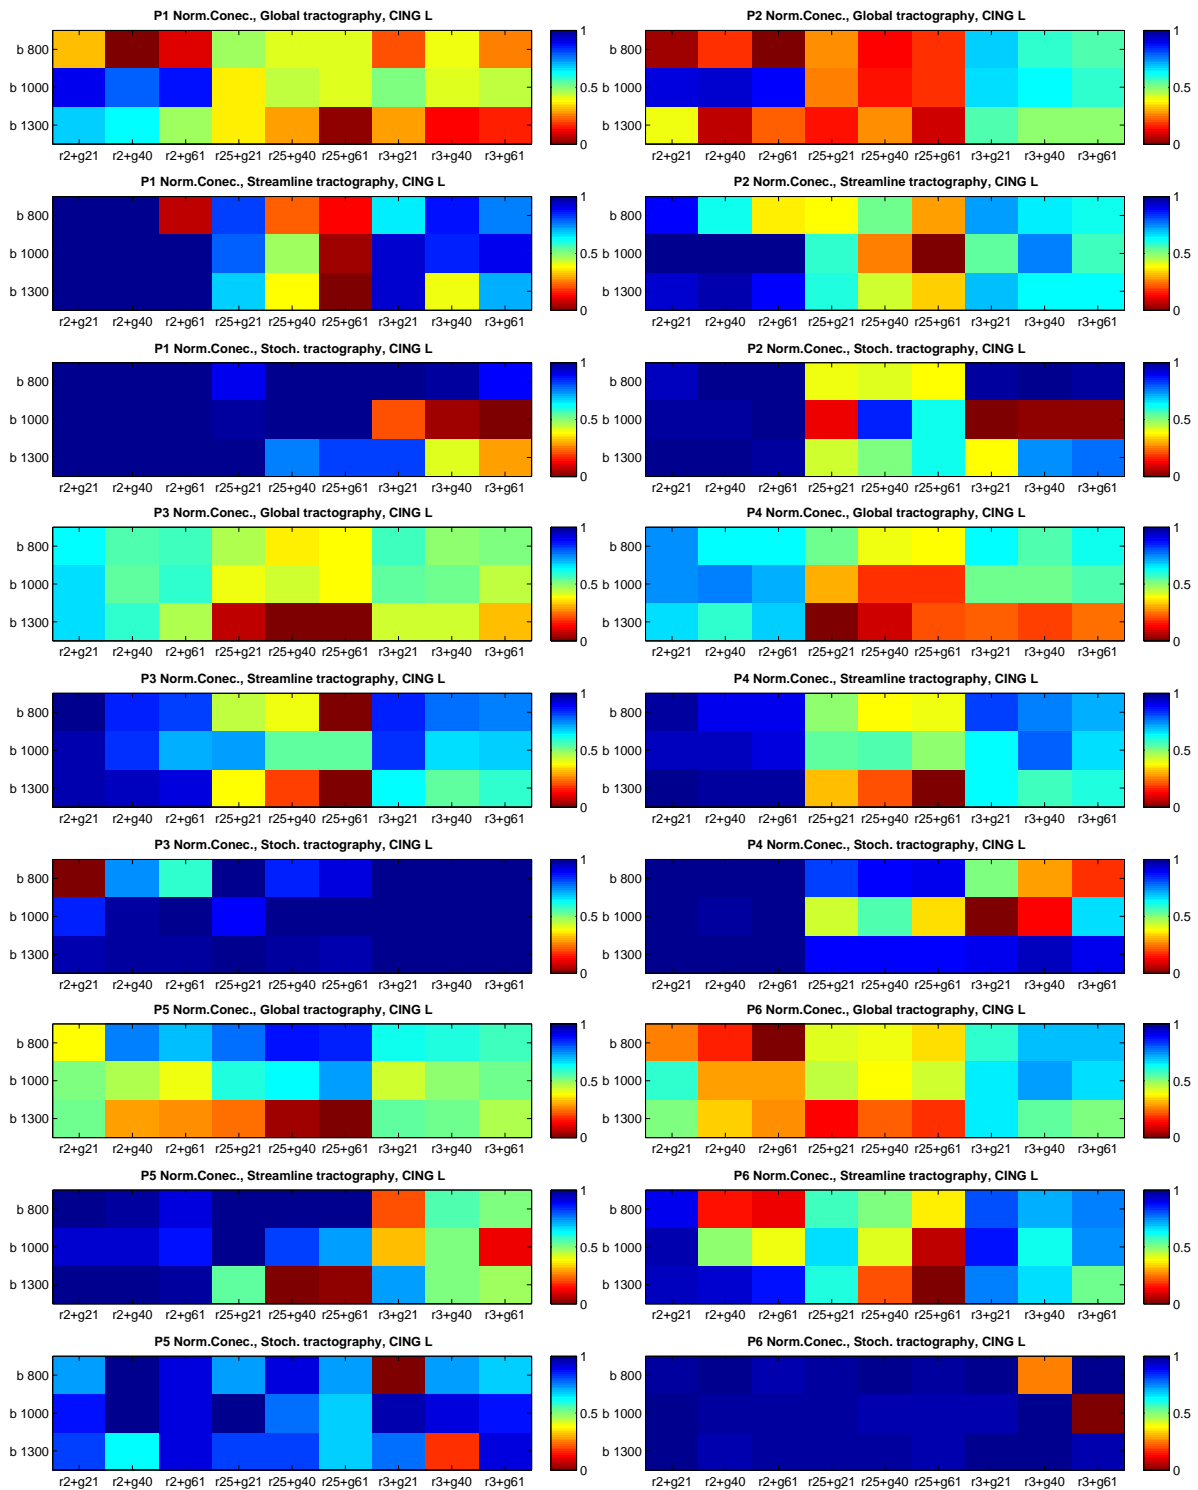 P1 Norm.Conec., Global tractography, CING L
b 800
b 1000
b 1300
r2+g21 r2+g40 r2+g61 r25+g21 r25+g40 r25+g61 r3+g21 r3+g40 r3+g61
1
0.5
0
P2 Norm.Conec., Global tractography, CING L
b 800
b 1000
b 1300
r2+g21 r2+g40 r2+g61 r25+g21 r25+g40 r25+g61 r3+g21 r3+g40 r3+g61
1
0.5
0
P1 Norm.Conec., Streamline tractography, CING L
b 800
b 1000
b 1300
r2+g21 r2+g40 r2+g61 r25+g21 r25+g40 r25+g61 r3+g21 r3+g40 r3+g61
1
0.5
0
P2 Norm.Conec., Streamline tractography, CING L
b 800
b 1000
b 1300
r2+g21 r2+g40 r2+g61 r25+g21 r25+g40 r25+g61 r3+g21 r3+g40 r3+g61
1
0.5
0
P1 Norm.Conec., Stoch. tractography, CING L
b 800
b 1000
b 1300
r2+g21 r2+g40 r2+g61 r25+g21 r25+g40 r25+g61 r3+g21 r3+g40 r3+g61
1
0.5
0
P2 Norm.Conec., Stoch. tractography, CING L
b 800
b 1000
b 1300
r2+g21 r2+g40 r2+g61 r25+g21 r25+g40 r25+g61 r3+g21 r3+g40 r3+g61
1
0.5
0
P3 Norm.Conec., Global tractography, CING L
b 800
b 1000
b 1300
r2+g21 r2+g40 r2+g61 r25+g21 r25+g40 r25+g61 r3+g21 r3+g40 r3+g61
1
0.5
0
P4 Norm.Conec., Global tractography, CING L
b 800
b 1000
b 1300
r2+g21 r2+g40 r2+g61 r25+g21 r25+g40 r25+g61 r3+g21 r3+g40 r3+g61
1
0.5
0
P3 Norm.Conec., Streamline tractography, CING L
b 800
b 1000
b 1300
r2+g21 r2+g40 r2+g61 r25+g21 r25+g40 r25+g61 r3+g21 r3+g40 r3+g61
1
0.5
0
P4 Norm.Conec., Streamline tractography, CING L
b 800
b 1000
b 1300
r2+g21 r2+g40 r2+g61 r25+g21 r25+g40 r25+g61 r3+g21 r3+g40 r3+g61
1
0.5
0
P3 Norm.Conec., Stoch. tractography, CING L
b 800
b 1000
b 1300
r2+g21 r2+g40 r2+g61 r25+g21 r25+g40 r25+g61 r3+g21 r3+g40 r3+g61
1
0.5
0
P4 Norm.Conec., Stoch. tractography, CING L
b 800
b 1000
b 1300
r2+g21 r2+g40 r2+g61 r25+g21 r25+g40 r25+g61 r3+g21 r3+g40 r3+g61
1
0.5
0
P5 Norm.Conec., Global tractography, CING L
b 800
b 1000
b 1300
r2+g21 r2+g40 r2+g61 r25+g21 r25+g40 r25+g61 r3+g21 r3+g40 r3+g61
1
0.5
0
P6 Norm.Conec., Global tractography, CING L
b 800
b 1000
b 1300
r2+g21 r2+g40 r2+g61 r25+g21 r25+g40 r25+g61 r3+g21 r3+g40 r3+g61
1
0.5
0
P5 Norm.Conec., Streamline tractography, CING L
b 800
b 1000
b 1300
r2+g21 r2+g40 r2+g61 r25+g21 r25+g40 r25+g61 r3+g21 r3+g40 r3+g61
1
0.5
0
P6 Norm.Conec., Streamline tractography, CING L
b 800
b 1000
b 1300
r2+g21 r2+g40 r2+g61 r25+g21 r25+g40 r25+g61 r3+g21 r3+g40 r3+g61
1
0.5
0
P5 Norm.Conec., Stoch. tractography, CING L
b 800
b 1000
b 1300
r2+g21 r2+g40 r2+g61 r25+g21 r25+g40 r25+g61 r3+g21 r3+g40 r3+g61
1
0.5
0
P6 Norm.Conec., Stoch. tractography, CING L
b 800
b 1000
b 1300
r2+g21 r2+g40 r2+g61 r25+g21 r25+g40 r25+g61 r3+g21 r3+g40 r3+g61
1
0.5
0